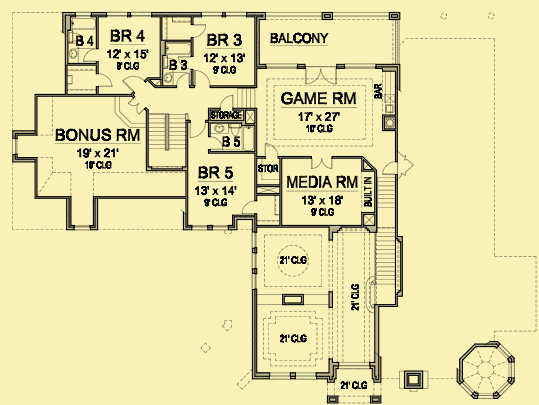 B 4
BR 4
12' x 15'
9' CLG
B 3
BR 3
12' x 13'
9' CLG
BALCONY
GAME RM
17' x 27'
10' CLG
BAR
STORAGE
BONUS RM
19' x 21'
10' CLG
B 5
BR 5
13' x 14'
9' CLG
STOR
MEDIA RM
13' x 18'
9' CLG
BUILT IN
21' CLG
21' CLG
21' CLG
21' CLG